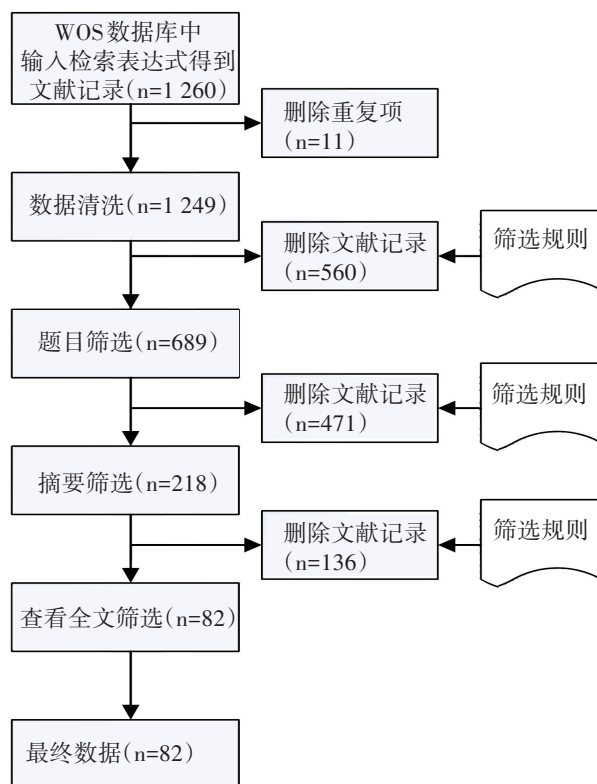 WOS数据库中
输入检索表达式得到
文献记录(n=1 260)
删除重复项
(n=11)
数据清洗(n=1 249)
删除文献记录
(n=560)
筛选规则
题目筛选(n=689)
删除文献记录
(n=471)
筛选规则
摘要筛选(n=218)
删除文献记录
(n=136)
筛选规则
查看全文筛选(n=82)
最终数据(n=82)